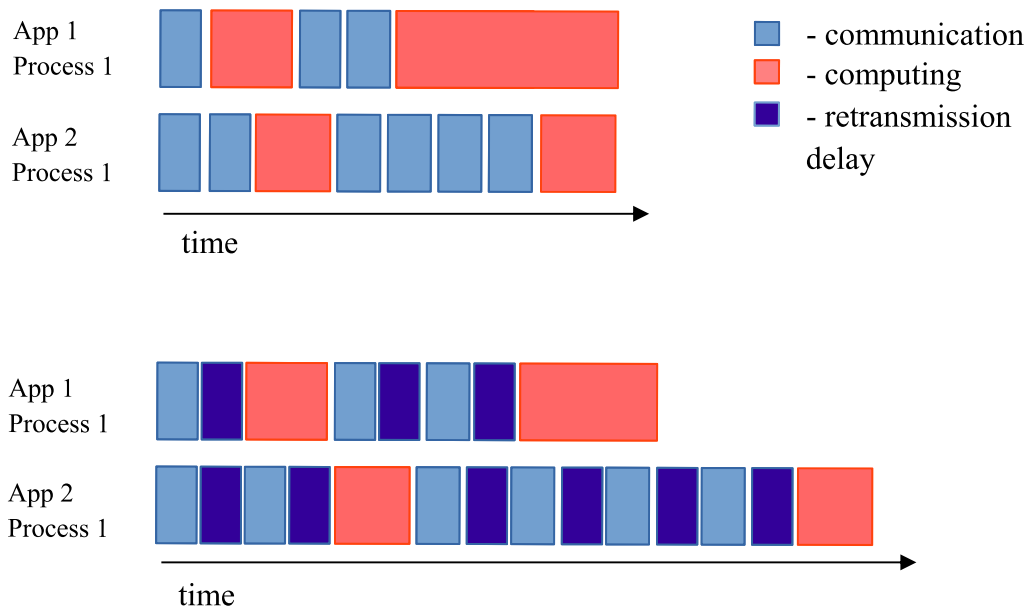 App 1
Process 1
- communication
- computing
- retransmission
delay
App 2
Process 1
time
App 1
Process 1
App 2
Process 1
time